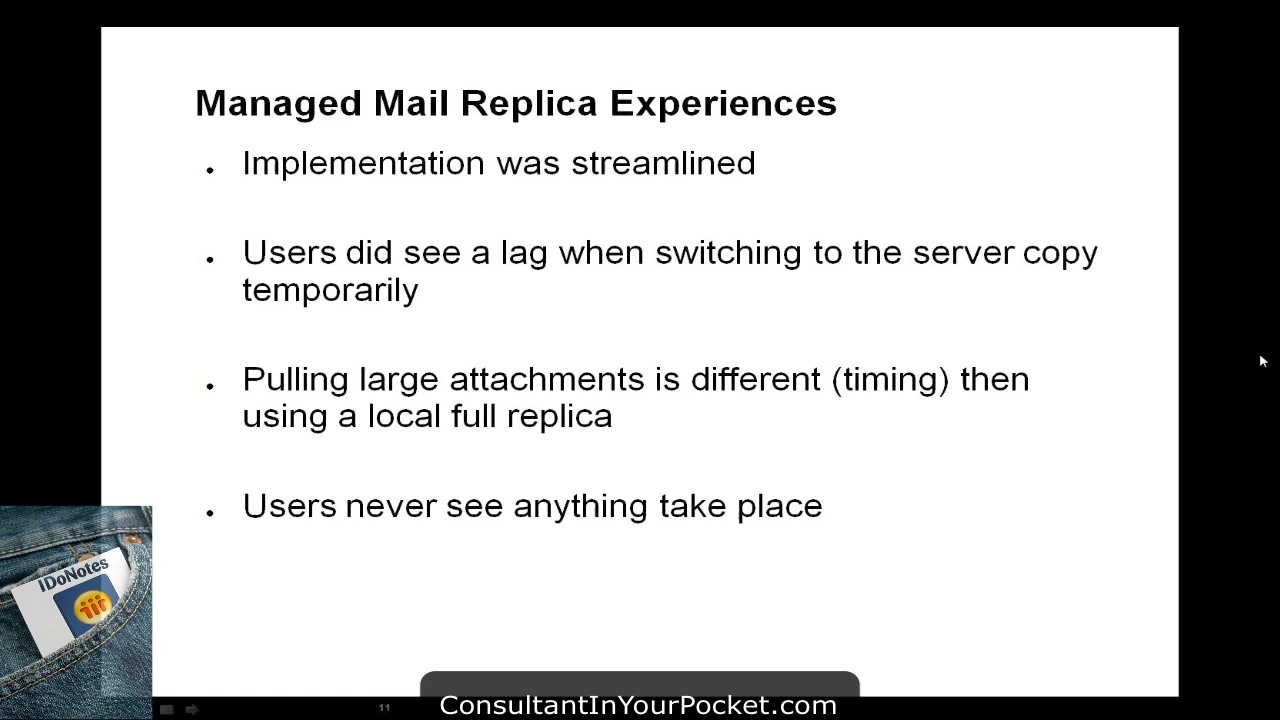 Managed Mail Replica Experiences
Implementation was streamlined
Users did see a lag when switching to the server copy
temporarily
Pulling large attachments is different (timing) then
using a local full replica
Users never see anything take place
IDoNotes
11
ConsultantInYourPocket.com